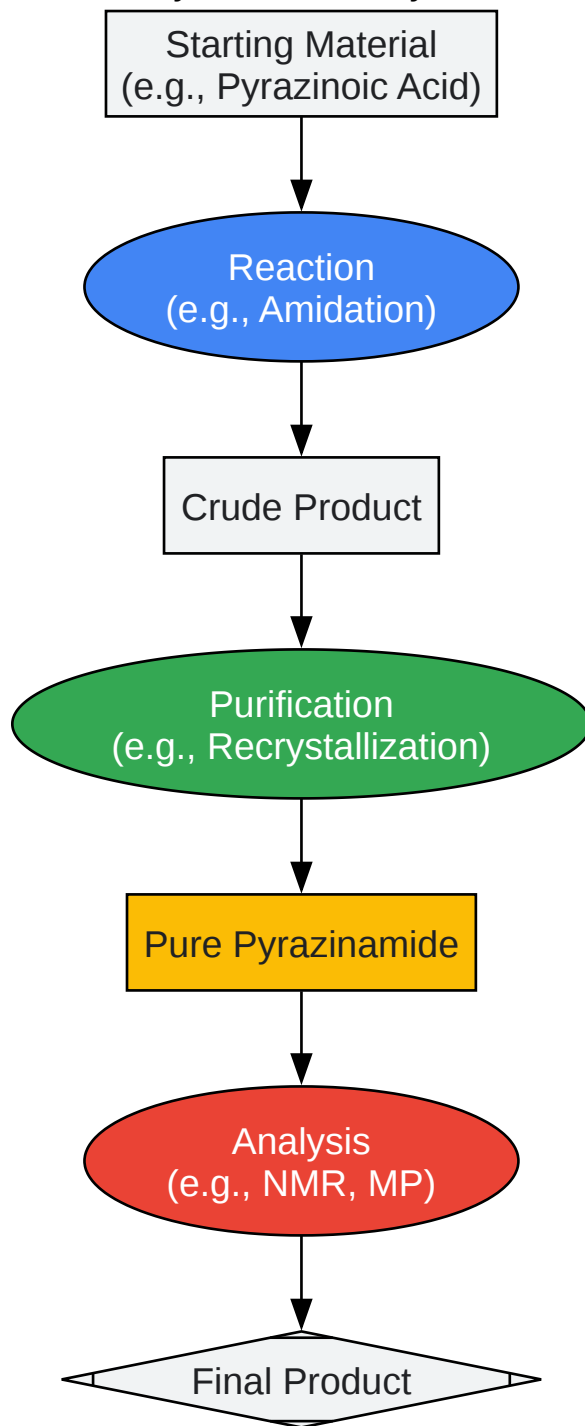 Starting Material
(e.g., Pyrazinoic Acid)
Reaction
(e.g., Amidation)
Crude Product
Purification
(e.g., Recrystallization)
Pure Pyrazinamide
Analysis
(e.g., NMR, MP)
Final Product